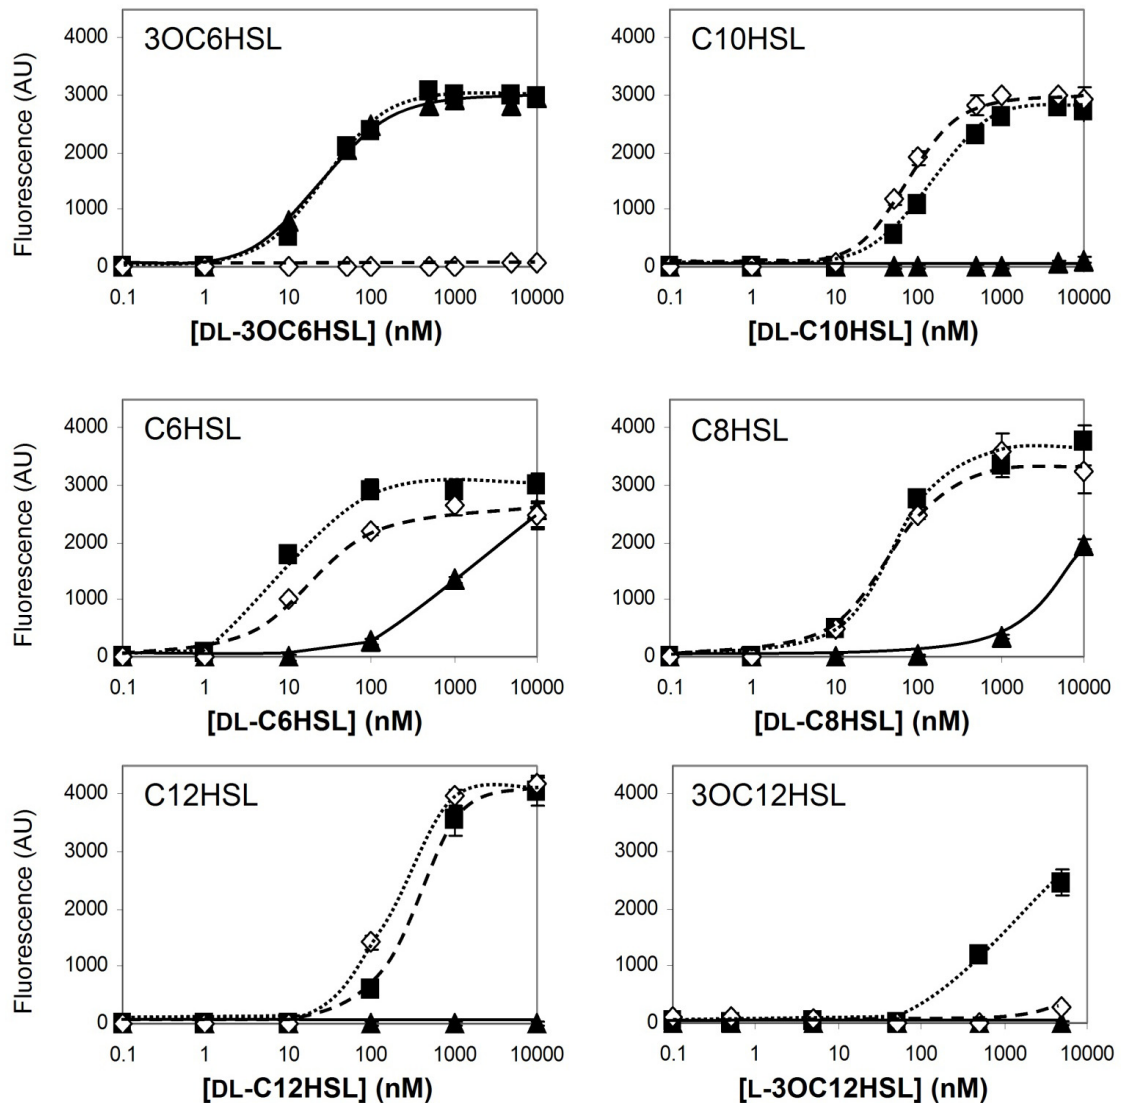 3OC6HSL
Fluorescence (AU)
4000
3000
2000
1000
0
0.1 1 10 100 1000 10000
[DL-3OC6HSL] (nM)
C10HSL
4000
3000
2000
1000
0
0.1 1 10 100 1000 10000
[DL-C10HSL] (nM)
C6HSL
Fluorescence (AU)
4000
3000
2000
1000
0
0.1 1 10 100 1000 10000
[DL-C6HSL] (nM)
C8HSL
4000
3000
2000
1000
0
0.1 1 10 100 1000 10000
[DL-C8HSL] (nM)
C12HSL
Fluorescence (AU)
4000
3000
2000
1000
0
0.1 1 10 100 1000 10000
[DL-C12HSL] (nM)
3OC12HSL
4000
3000
2000
1000
0
0.1 1 10 100 1000 10000
[L-3OC12HSL] (nM)